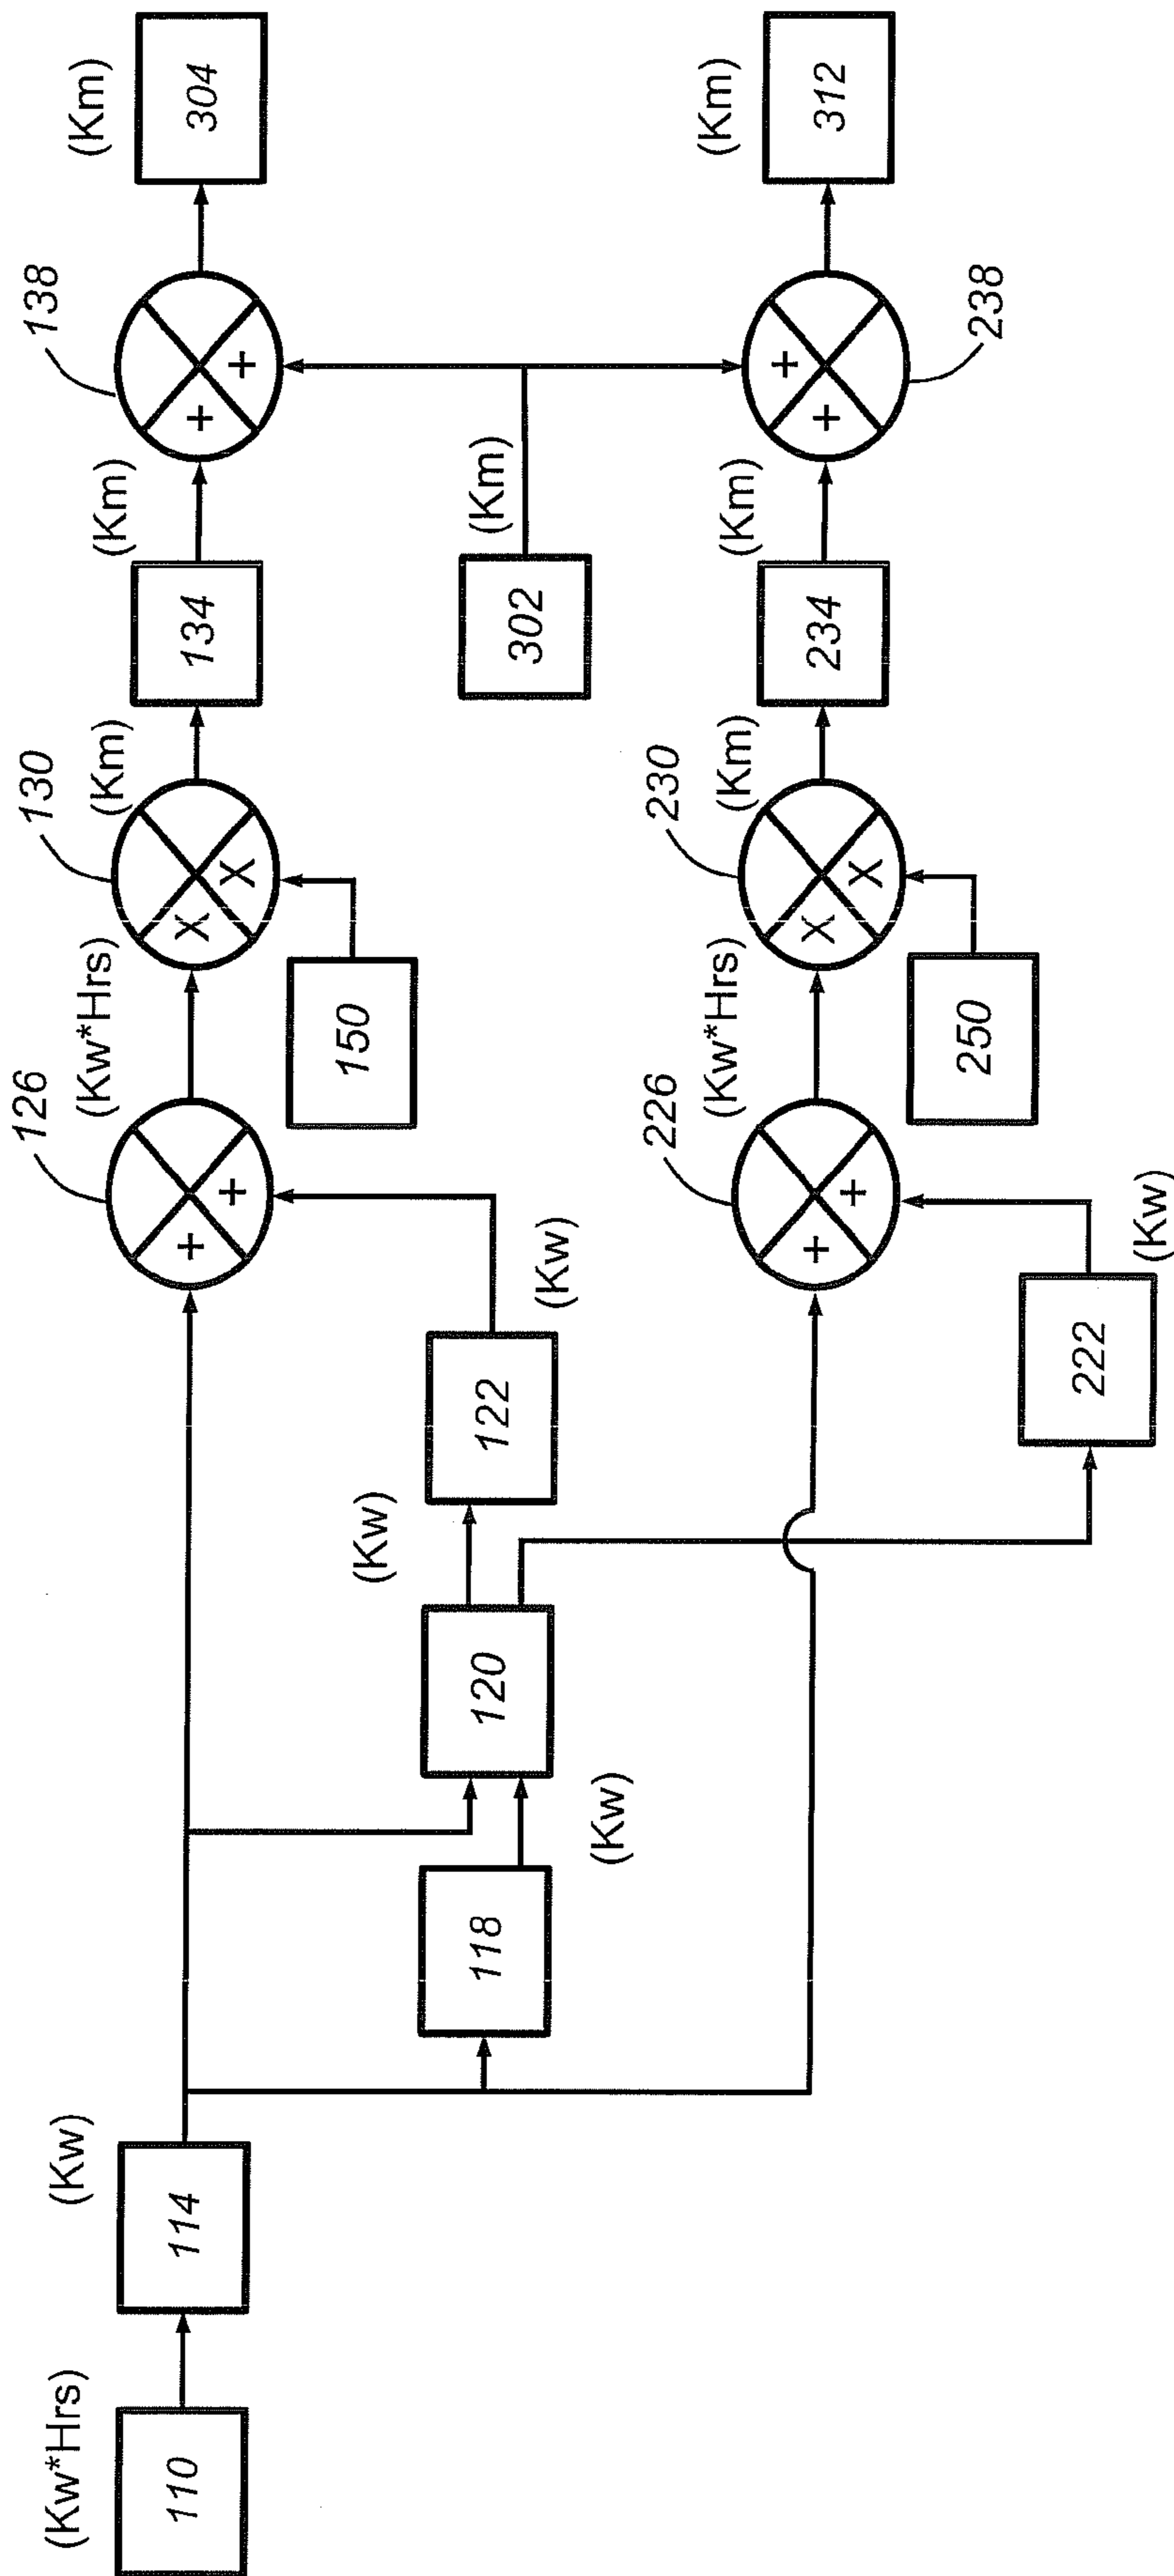 (Kw*Hrs)
110
114
(Kw)
118
(Kw)
120
(Kw)
122
(Kw)
222
(Kw)
126
+
+
(Kw*Hrs)
150
130
X
X
(Km)
134
(Km)
138
+
+
(Km)
304
302
(Km)
226
+
+
(Kw*Hrs)
250
230
X
X
(Km)
234
(Km)
238
+
+
(Km)
312